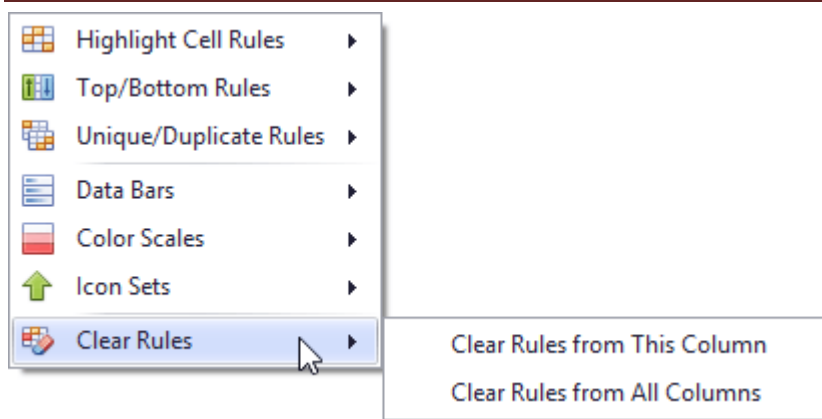 Highlight Cell Rules
Top/Bottom Rules
Unique/Duplicate Rules
Data Bars
Color Scales
Icon Sets
Clear Rules
Clear Rules from This Column
Clear Rules from All Columns